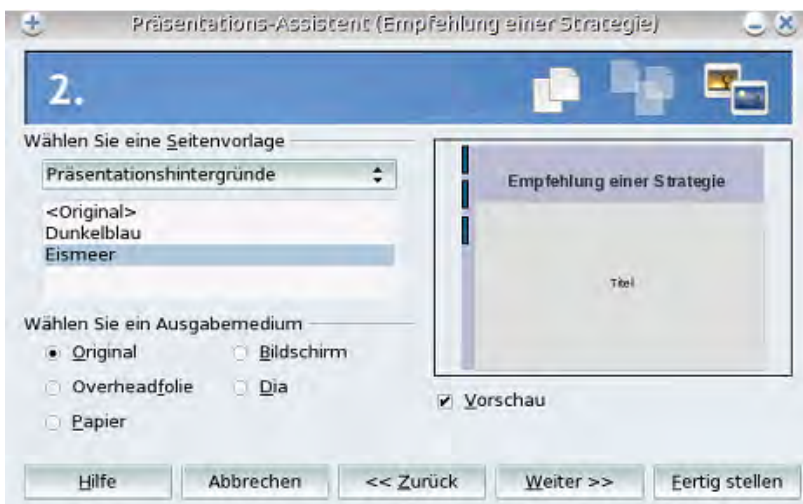 Präsentations-Assistent (Empfehlung einer Strategie)
2.
Wählen Sie eine Seitenvorlage
Präsentationshintergründe
<Original>
Dunkelblau
Eismeer
Empfehlung einer Strategie
Titel
Wählen Sie ein Ausgabemedium
Original
Bildschirm
Overheadfolie
Dia
Papier
Vorschau
Hilfe
Abbrechen
<< Zurück
Weiter >>
Fertig stellen